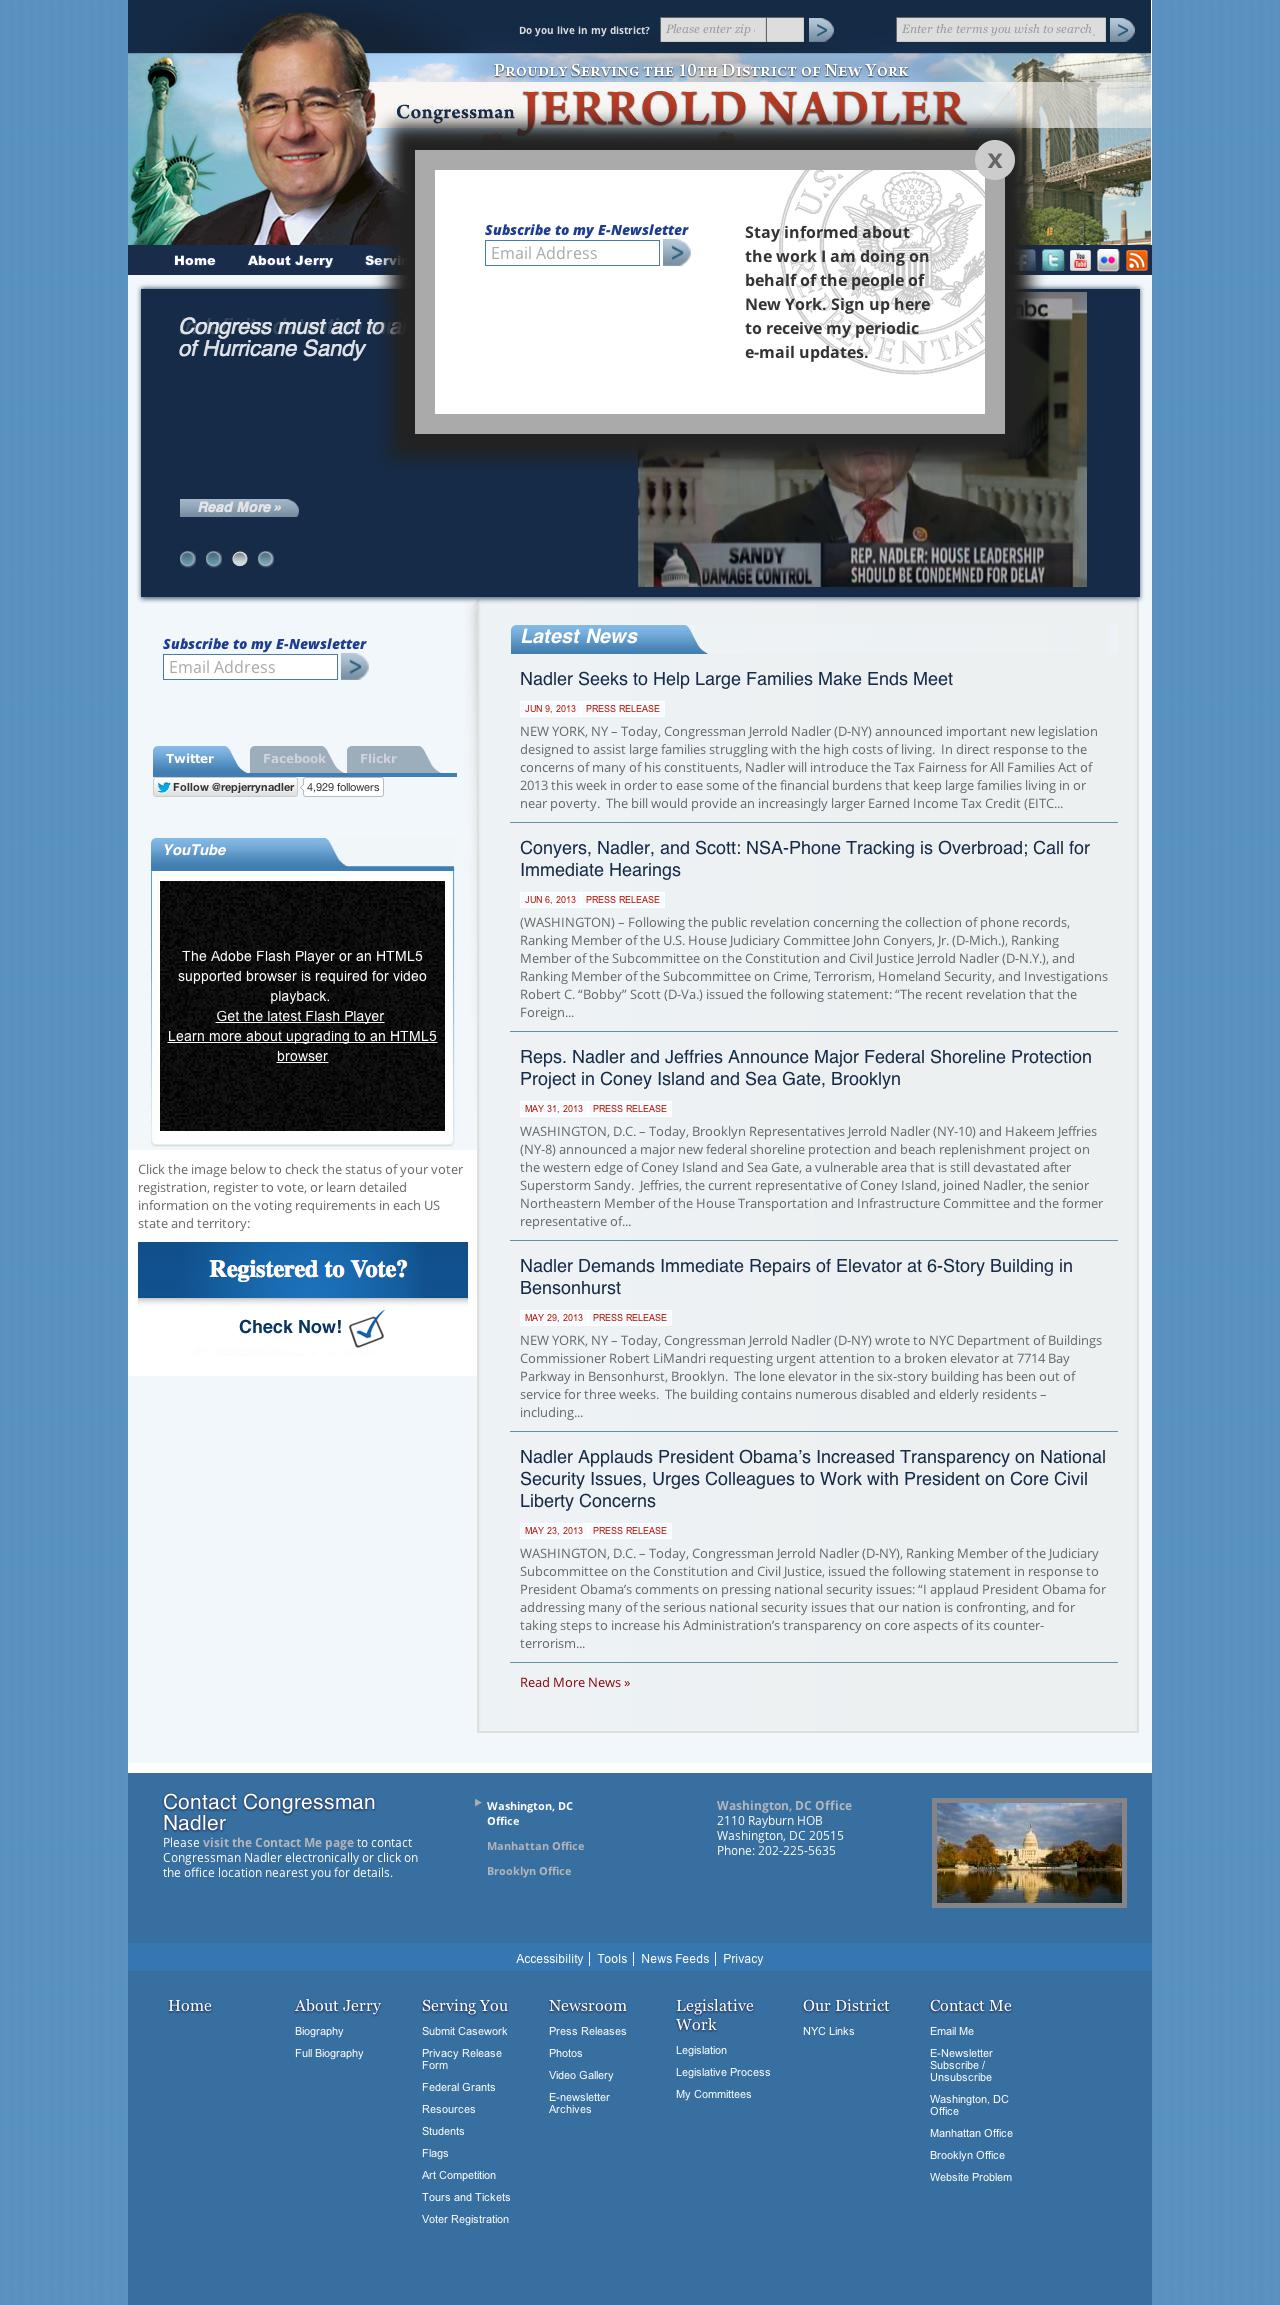 Do you live in my district?
Please enter zip
Enter the terms you wish to search
PROUDLY SERVING THE 10TH DISTRICT OF NEW YORK
Congressman JERROLD NADLER
X
Subscribe to my E-Newsletter
Email Address
Stay informed about
the work I am doing on
behalf of the people of
New York. Sign up here
to receive my periodic
e-mail updates.
Home
About Jerry
Congress must act to
of Hurricane Sandy
Read More »
SANDY
DAMAGE CONTROL
REP. NADLER: HOUSE LEADERSHIP
SHOULD BE CONDEMNED FOR DELAY
Subscribe to my E-Newsletter
Email Address
Twitter
Facebook
Flickr
Follow @repjerrynadler
4,929 followers
YouTube
The Adobe Flash Player or an HTML5
supported browser is required for video
playback.
Get the latest Flash Player
Learn more about upgrading to an HTML5
browser
Click the image below to check the status of your voter
registration, register to vote, or learn detailed
information on the voting requirements in each US
state and territory:
Registered to Vote?
Check Now!
Latest News
Nadler Seeks to Help Large Families Make Ends Meet
JUN 9, 2013 PRESS RELEASE
NEW YORK, NY – Today, Congressman Jerrold Nadler (D-NY) announced important new legislation
designed to assist large families struggling with the high costs of living. In direct response to the
concerns of many of his constituents, Nadler will introduce the Tax Fairness for All Families Act of
2013 this week in order to ease some of the financial burdens that keep large families living in or
near poverty. The bill would provide an increasingly larger Earned Income Tax Credit (EITC...
Conyers, Nadler, and Scott: NSA-Phone Tracking is Overbroad; Call for
Immediate Hearings
JUN 6, 2013 PRESS RELEASE
(WASHINGTON) – Following the public revelation concerning the collection of phone records,
Ranking Member of the U.S. House Judiciary Committee John Conyers, Jr. (D-Mich.), Ranking
Member of the Subcommittee on the Constitution and Civil Justice Jerrold Nadler (D-N.Y.), and
Ranking Member of the Subcommittee on Crime, Terrorism, Homeland Security, and Investigations
Robert C. “Bobby” Scott (D-Va.) issued the following statement: “The recent revelation that the
Foreign...
Reps. Nadler and Jeffries Announce Major Federal Shoreline Protection
Project in Coney Island and Sea Gate, Brooklyn
MAY 31, 2013 PRESS RELEASE
WASHINGTON, D.C. – Today, Brooklyn Representatives Jerrold Nadler (NY-10) and Hakeem Jeffries
(NY-8) announced a major new federal shoreline protection and beach replenishment project on
the western edge of Coney Island and Sea Gate, a vulnerable area that is still devastated after
Superstorm Sandy. Jeffries, the current representative of Coney Island, joined Nadler, the senior
Northeastern Member of the House Transportation and Infrastructure Committee and the former
representative of...
Nadler Demands Immediate Repairs of Elevator at 6-Story Building in
Bensonhurst
MAY 29, 2013 PRESS RELEASE
NEW YORK, NY – Today, Congressman Jerrold Nadler (D-NY) wrote to NYC Department of Buildings
Commissioner Robert LiMandri requesting urgent attention to a broken elevator at 7714 Bay
Parkway in Bensonhurst, Brooklyn. The lone elevator in the six-story building has been out of
service for three weeks. The building contains numerous disabled and elderly residents –
including...
Nadler Applauds President Obama’s Increased Transparency on National
Security Issues, Urges Colleagues to Work with President on Core Civil
Liberty Concerns
MAY 23, 2013 PRESS RELEASE
WASHINGTON, D.C. – Today, Congressman Jerrold Nadler (D-NY), Ranking Member of the Judiciary
Subcommittee on the Constitution and Civil Justice, issued the following statement in response to
President Obama’s comments on pressing national security issues: “I applaud President Obama for
addressing many of the serious national security issues that our nation is confronting, and for
taking steps to increase his Administration’s transparency on core aspects of its counter-
terrorism...
Read More News »
Contact Congressman
Nadler
Please visit the Contact Me page to contact
Congressman Nadler electronically or click on
the office location nearest you for details.
Washington, DC
Office
Manhattan Office
Brooklyn Office
Washington, DC Office
2110 Rayburn HOB
Washington, DC 20515
Phone: 202-225-5635
Accessibility | Tools | News Feeds | Privacy
Home
About Jerry
Biography
Full Biography
Serving You
Submit Casework
Privacy Release
Form
Federal Grants
Resources
Students
Flags
Art Competition
Tours and Tickets
Voter Registration
Newsroom
Press Releases
Photos
Video Gallery
E-newsletter
Archives
Legislative
Work
Legislation
Legislative Process
My Committees
Our District
NYC Links
Contact Me
Email Me
E-Newsletter
Subscribe /
Unsubscribe
Washington, DC
Office
Manhattan Office
Brooklyn Office
Website Problem